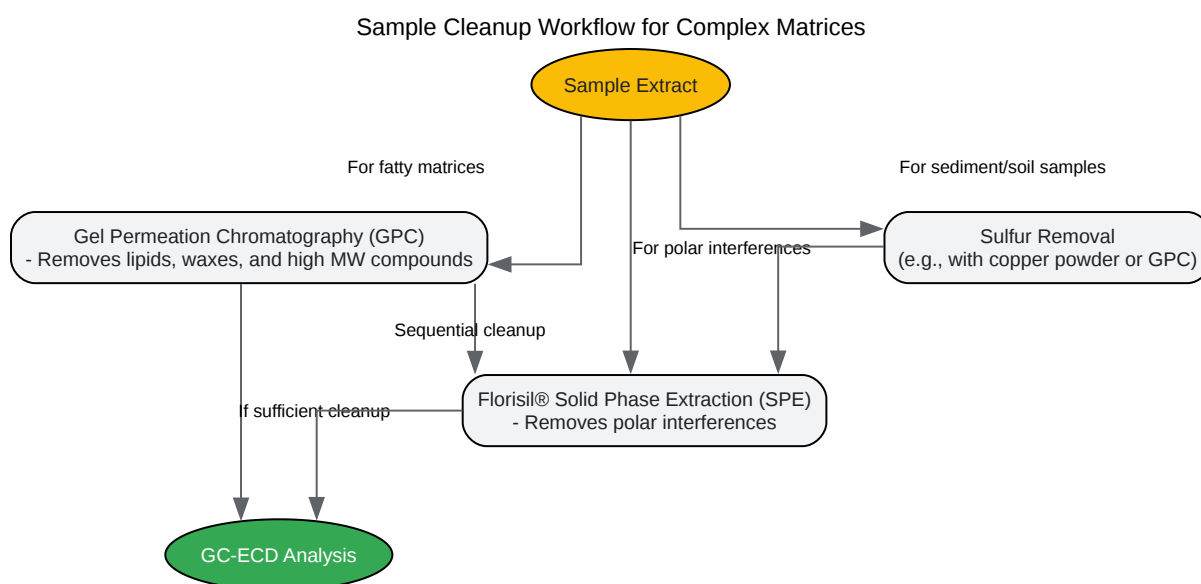 Sample Cleanup Workflow for Complex Matrices
Sample Extract
For fatty matrices
For sediment/soil samples
Gel Permeation Chromatography (GPC)
- Removes lipids, waxes, and high MW compounds
For polar interferences
Sulfur Removal
(e.g., with copper powder or GPC)
Sequential cleanup
Florisil® Solid Phase Extraction (SPE)
- Removes polar interferences
If sufficient cleanup
GC-ECD Analysis